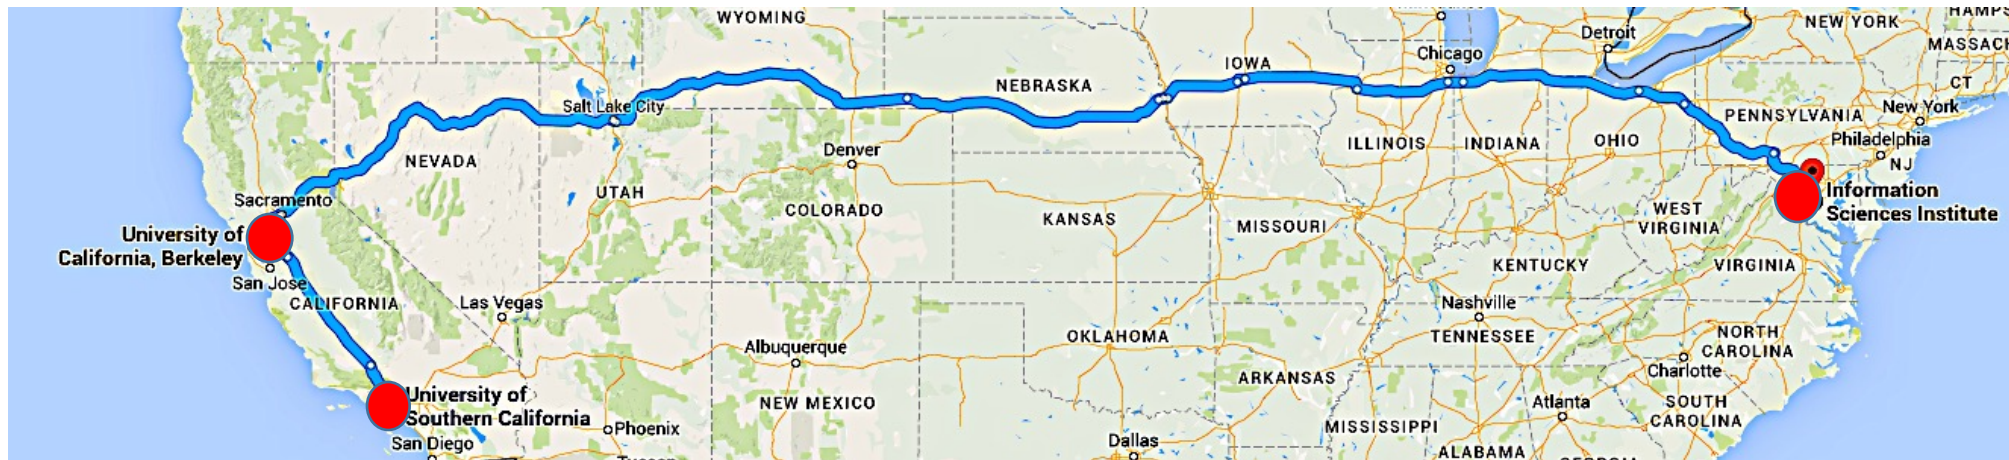 WYOMING
NEW YORK
Detroit
MASSACH
Chicago
IOWA
NEBRASKA
CT
Salt Lake City
New York
PENNSYLVANIA
Philadelphia
ILLINOIS
INDIANA
OHIO
Denver
NEVADA
NJ
UTAH
Information
Sciences Institute
Sacramento
COLORADO
KANSAS
MISSOURI
WEST
VIRGINIA
University of
California, Berkeley
KENTUCKY
VIRGINIA
San Jose
CALIFORNIA
Las Vegas
Nashville
TENNESSEE
OKLAHOMA
NORTH
CAROLINA
Albuquerque
Charlotte
ARKANSAS
University of
Southern California
NEW MEXICO
Atlanta
SOUTH
CAROLINA
Phoenix
MISSISSIPPI
San Diego
Dallas
ALABAMA